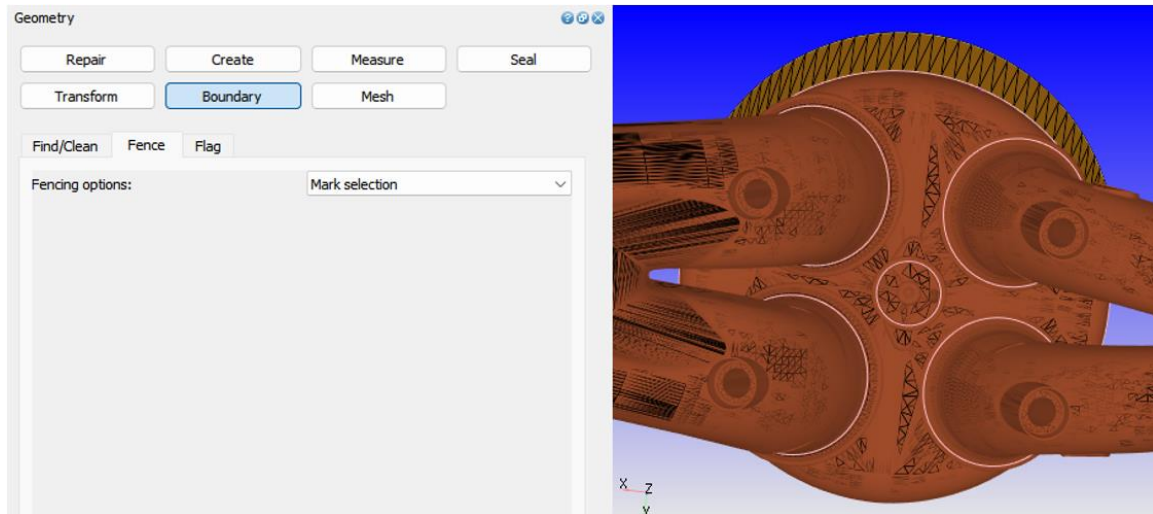 Geometry
Repair Create Measure Seal
Transform Boundary Mesh
Find/Clean Fence Flag
Fencing options: Mark selection
X Z
Y